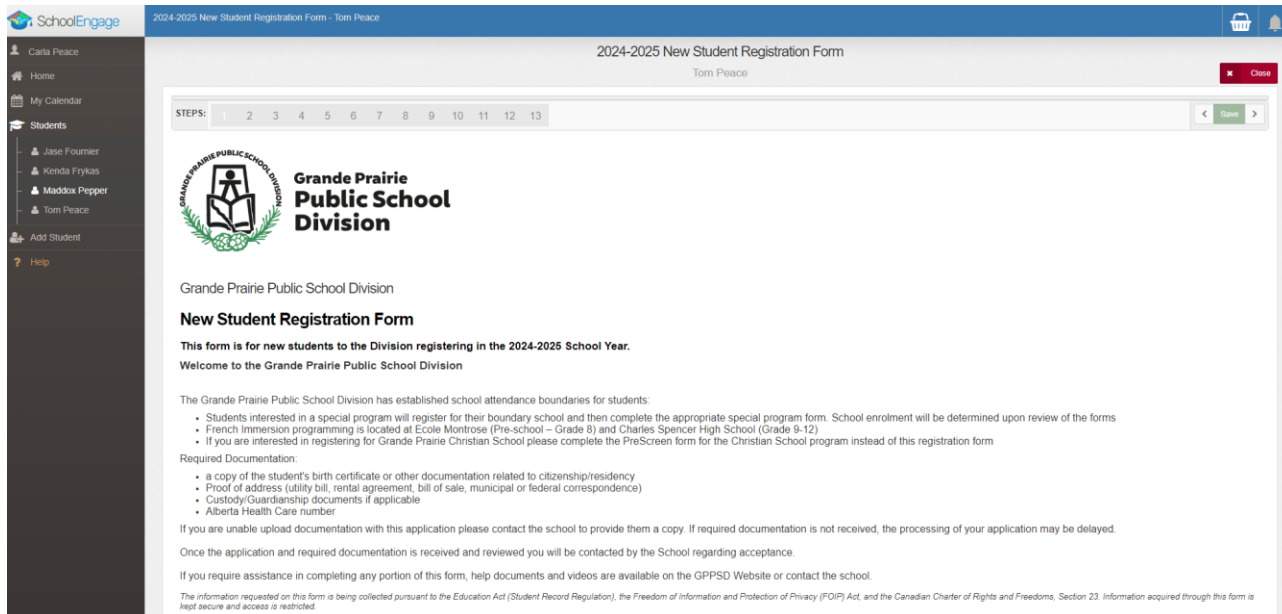 SchoolEngage
2024-2025 New Student Registration Form - Tom Peace
Carla Peace
Home
My Calendar
Students
Jase Fournier
Kenda Frykas
Maddox Pepper
Tom Peace
Add Student
? Help
2024-2025 New Student Registration Form
Tom Peace
× Close
STEPS: 1 2 3 4 5 6 7 8 9 10 11 12 13
< Save >
GRANDE PRAIRIE PUBLIC SCHOOL DIVISION
Grande Prairie
Public School
Division
Grande Prairie Public School Division
New Student Registration Form
This form is for new students to the Division registering in the 2024-2025 School Year.
Welcome to the Grande Prairie Public School Division
The Grande Prairie Public School Division has established school attendance boundaries for students:
• Students interested in a special program will register for their boundary school and then complete the appropriate special program form. School enrolment will be determined upon review of the forms
• French Immersion programming is located at Ecole Montrose (Pre-school – Grade 8) and Charles Spencer High School (Grade 9-12)
• If you are interested in registering for Grande Prairie Christian School please complete the PreScreen form for the Christian School program instead of this registration form
Required Documentation:
• a copy of the student's birth certificate or other documentation related to citizenship/residency
• Proof of address (utility bill, rental agreement, bill of sale, municipal or federal correspondence)
• Custody/Guardianship documents if applicable
• Alberta Health Care number
If you are unable upload documentation with this application please contact the school to provide them a copy. If required documentation is not received, the processing of your application may be delayed.
Once the application and required documentation is received and reviewed you will be contacted by the School regarding acceptance.
If you require assistance in completing any portion of this form, help documents and videos are available on the GPPSD Website or contact the school.
The information requested on this form is being collected pursuant to the Education Act (Student Record Regulation), the Freedom of Information and Protection of Privacy (FOIP) Act, and the Canadian Charter of Rights and Freedoms, Section 23. Information acquired through this form is
kept secure and access is restricted.